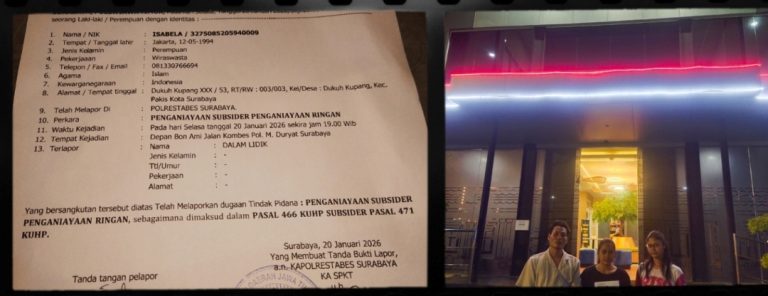 seorang Laki-laki / Perempuan dengan identitas :
1. Nama / NIK : ISABELA / 3275085205940009
2. Tempat / Tanggal lahir : Jakarta, 12-05-1994
3. Jenis Kelamin : Perempuan
4. Pekerjaan : Wiraswasta
5. Telepon / Fax / Email : 081330766694
6. Agama : Islam
7. Kewarganegaraan : Indonesia
8. Alamat / Tempat tinggal : Dukuh Kupang XXX / 53, RT/RW : 003/003, Kel/Desa : Dukuh Kupang, Kec.
Pakis Kota Surabaya
9. Telah Melapor Di : POLRESTABES SURABAYA.
10. Perkara : PENGANIAYAAN SUBSIDER PENGANIAYAAN RINGAN
11. Waktu Kejadian : Pada hari Selasa tanggal 20 Januari 2026 sekira jam 19.00 Wib
12. Tempat Kejadian : Depan Bon Ami Jalan Kombes Pol. M. Duryat Surabaya
13. Terlapor : Nama : DALAM LIDIK
Jenis Kelamin : -
Ttl/Umur : -
Pekerjaan : -
Alamat : -
Yang bersangkutan tersebut diatas Telah Melaporkan dugaan Tindak Pidana : PENGANIAYAAN SUBSIDER
PENGANIAYAAN RINGAN, sebagaimana dimaksud dalam PASAL 466 KUHP SUBSIDER PASAL 471
KUHP.
Surabaya, 20 Januari 2026
Yang Membuat Tanda Bukti Lapor,
a.n. KAPOLRESTABES SURABAYA
KA SPKT
Tanda tangan pelapor
DAERAH JAWA